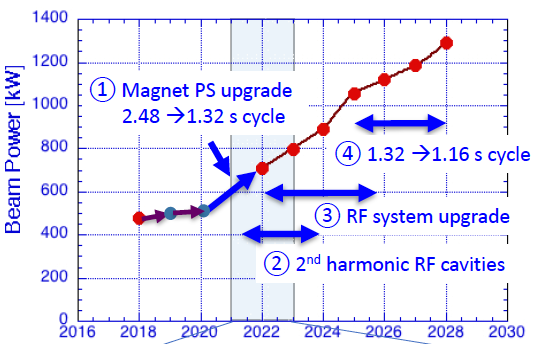 1400
1200
1000
800
600
400
200
0
Beam Power [kW]
① Magnet PS upgrade
2.48 →1.32 s cycle
④ 1.32 →1.16 s cycle
③ RF system upgrade
② 2nd harmonic RF cavities
2016 2018 2020 2022 2024 2026 2028 2030